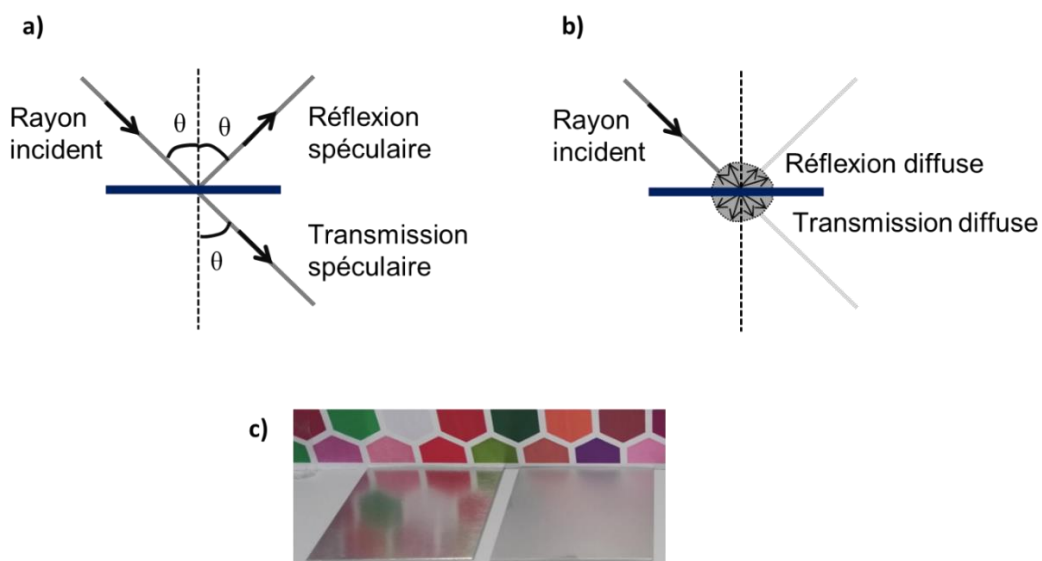 a)
Rayon
incident
θ
θ
Réflexion
spéculaire
Transmission
spéculaire
θ
b)
Rayon
incident
Réflexion diffuse
Transmission diffuse
c)